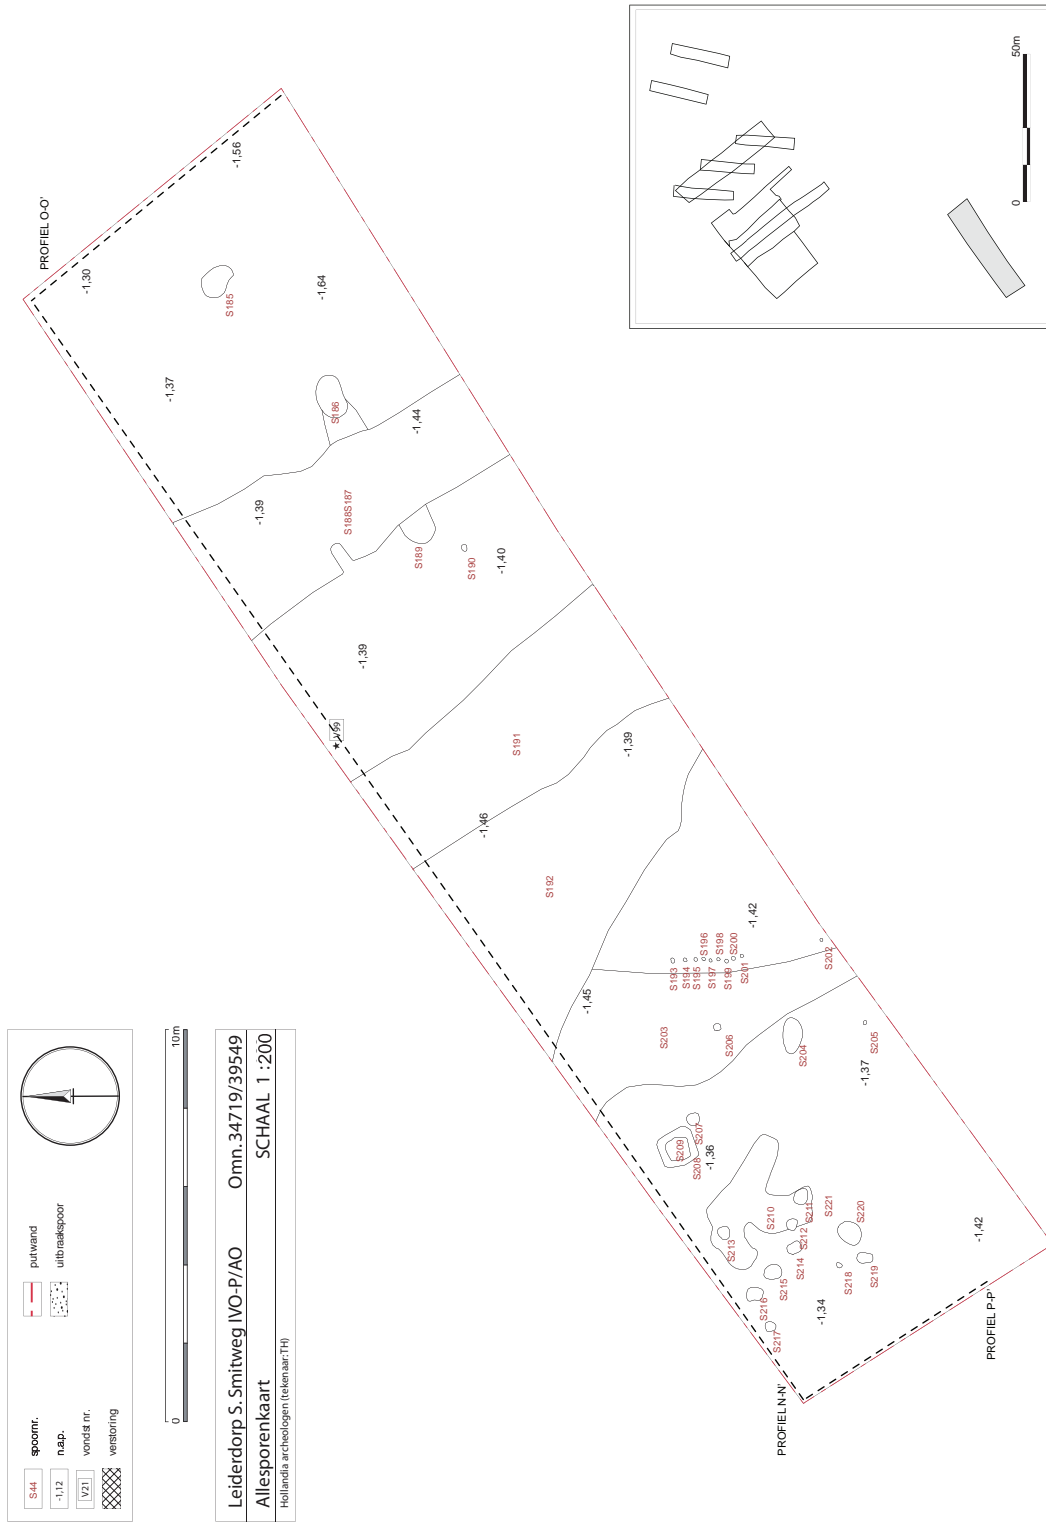 PROFIEL O-O'
-1,56
-1,30
S185
-1,64
-1,37
S186
-1,44
-1,39
S188S187
S189
S190
-1,40
-1,39
V99
S191
-1,39
-1,46
S192
-1,42
S193
S194
S195
S196
S197
S198
S199
S200
S201
S202
-1,45
S203
S206
S204
S205
-1,37
S207
S209
S208
-1,36
S210
S211
S221
S220
S213
S212
S214
S215
S218
S219
S216
S217
-1,34
-1,42
PROFIEL P-P'
PROFIEL N-N'
0
50m
S44
spoornr.
-1,12
n.a.p.
V21
vondst nr.
verstoring
putwand
uitbraakspoor
0
10m
Leiderdorp S. Smitweg IVO-P/AO Omn.34719/39549
Allesporenkaart SCHAAL 1 :200
Hollandia archeologen (tekenaar:TH)